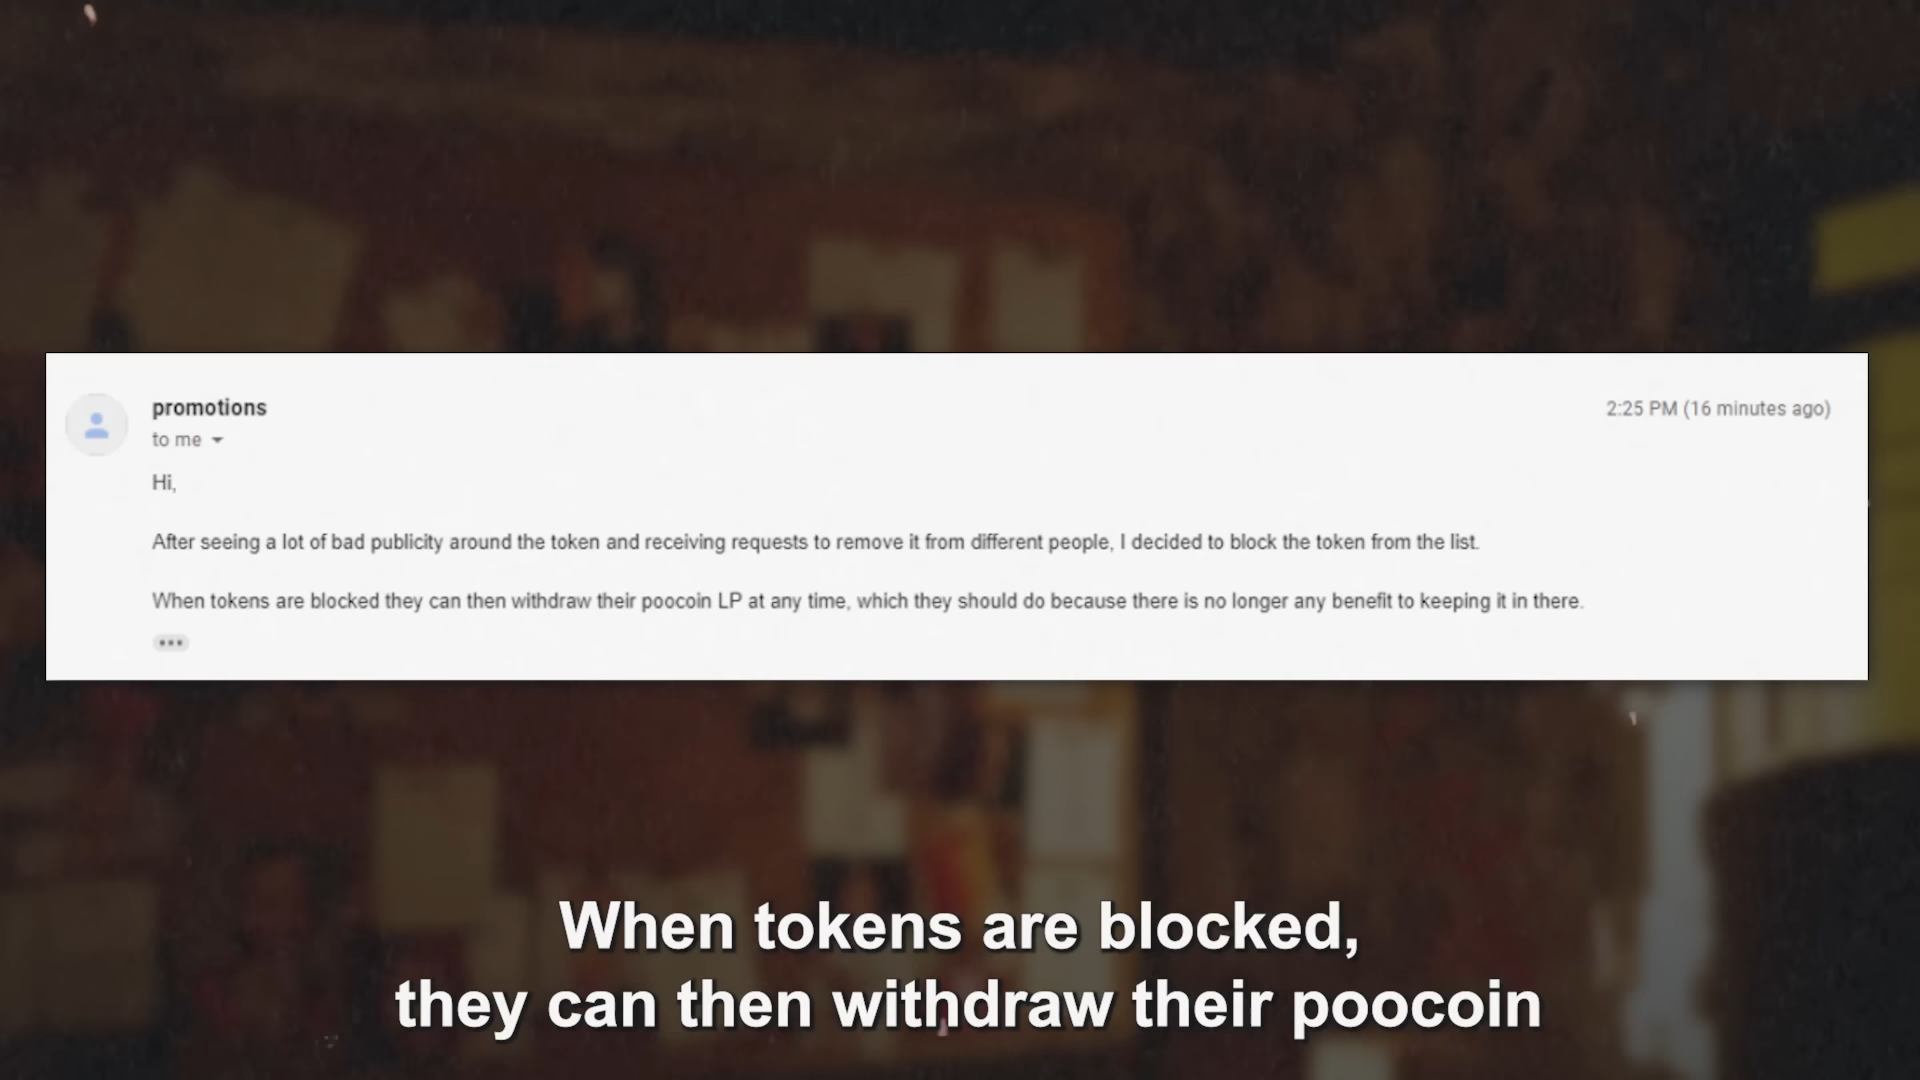 promotions
2:25 PM (16 minutes ago)
to me
Hi,
After seeing a lot of bad publicity around the token and receiving requests to remove it from different people, I decided to block the token from the list.
When tokens are blocked they can then withdraw their poocoin LP at any time, which they should do because there is no longer any benefit to keeping it in there.
When tokens are blocked,
they can then withdraw their poocoin